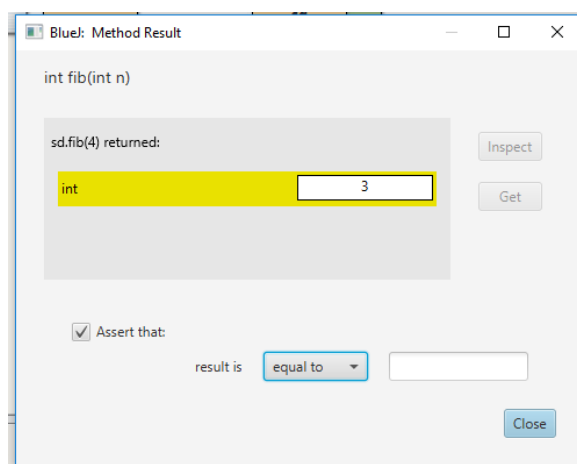 BlueJ: Method Result
int fib(int n)
sd.fib(4) returned:
Inspect
int 3
Get
Assert that:
result is equal to
Close